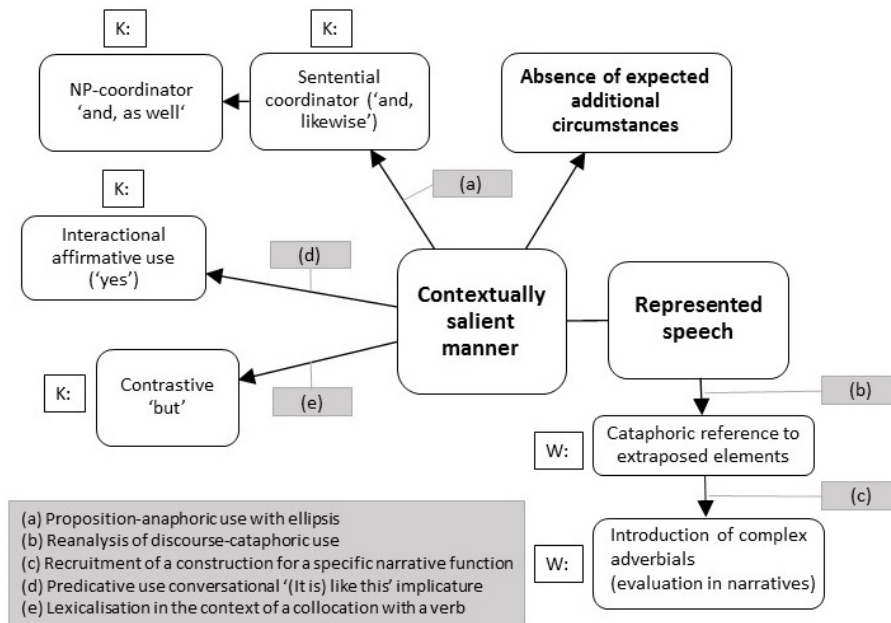 K:
K:
NP-coordinator
‘and, as well‘
Sentential
coordinator (‘and,
likewise’)
Absence of expected
additional
circumstances
(a)
K:
Interactional
affirmative use
(‘yes’)
(d)
Contextually
salient
manner
Represented
speech
K:
Contrastive
‘but’
(e)
(b)
W:
Cataphoric reference to
extraposed elements
(c)
W:
Introduction of complex
adverbials
(evaluation in narratives)
(a) Proposition-anaphoric use with ellipsis
(b) Reanalysis of discourse-cataphoric use
(c) Recruitment of a construction for a specific narrative function
(d) Predicative use conversational ‘(It is) like this’ implicature
(e) Lexicalisation in the context of a collocation with a verb